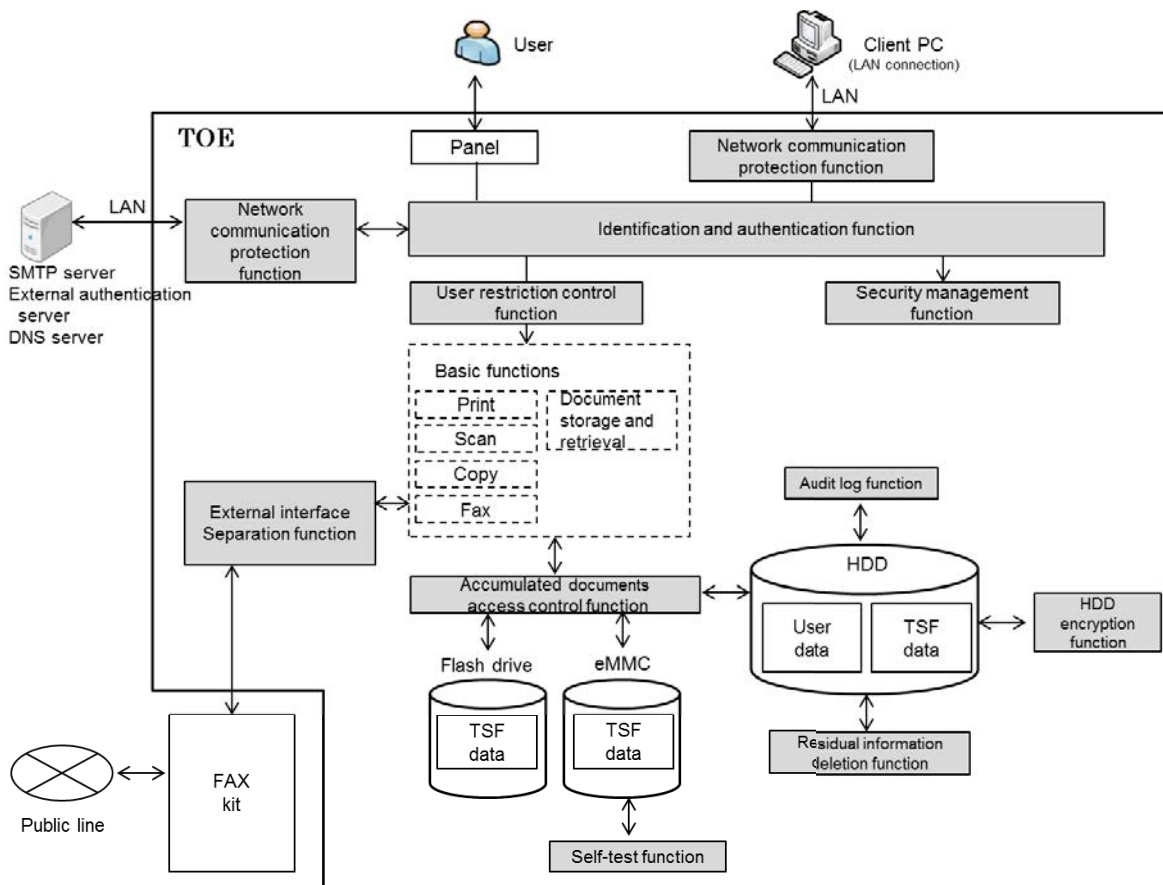 User
Client PC
(LAN connection)
LAN
TOE
Panel
Network communication
protection function
LAN
Network
communication
protection
function
Identification and authentication function
SMTP server
External authentication
server
DNS server
User restriction control
function
Security management
function
Basic functions
Print
Scan
Copy
Fax
Document
storage and
retrieval
External interface
Separation function
Audit log function
HDD
User
data
TSF
data
HDD
encryption
function
Accumulated documents
access control function
Flash drive
TSF
data
eMMC
TSF
data
Residual information
deletion function
FAX
kit
Public line
Self-test function